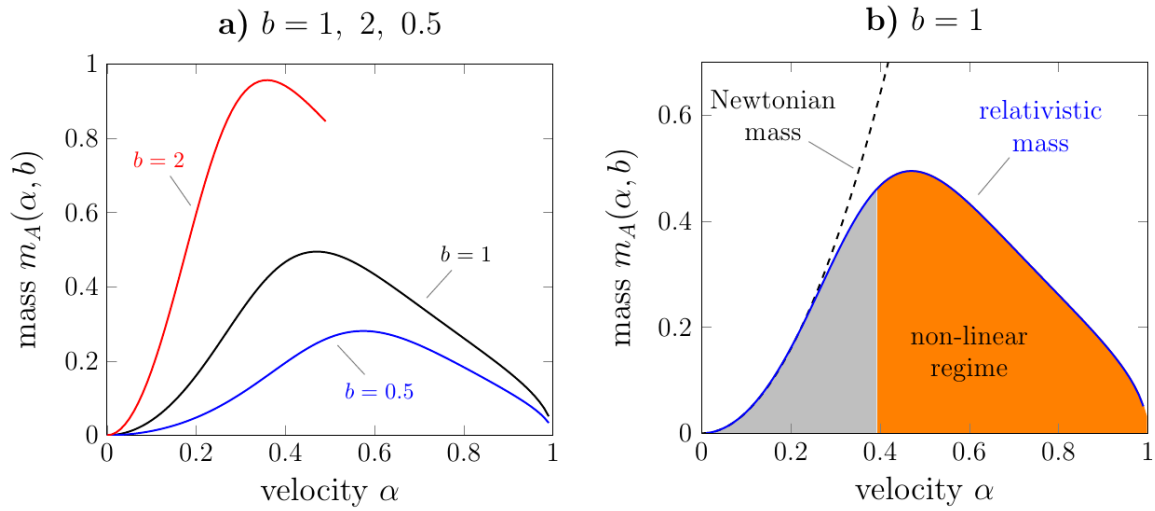 a) b = 1, 2, 0.5
mass m_A(α, b)
1
0.8
0.6
0.4
0.2
0
0
0.2
0.4
0.6
0.8
1
velocity α
b = 2
b = 1
b = 0.5
b) b = 1
mass m_A(α, b)
0.6
0.4
0.2
0
0
0.2
0.4
0.6
0.8
1
velocity α
Newtonian
mass
relativistic
mass
non-linear
regime